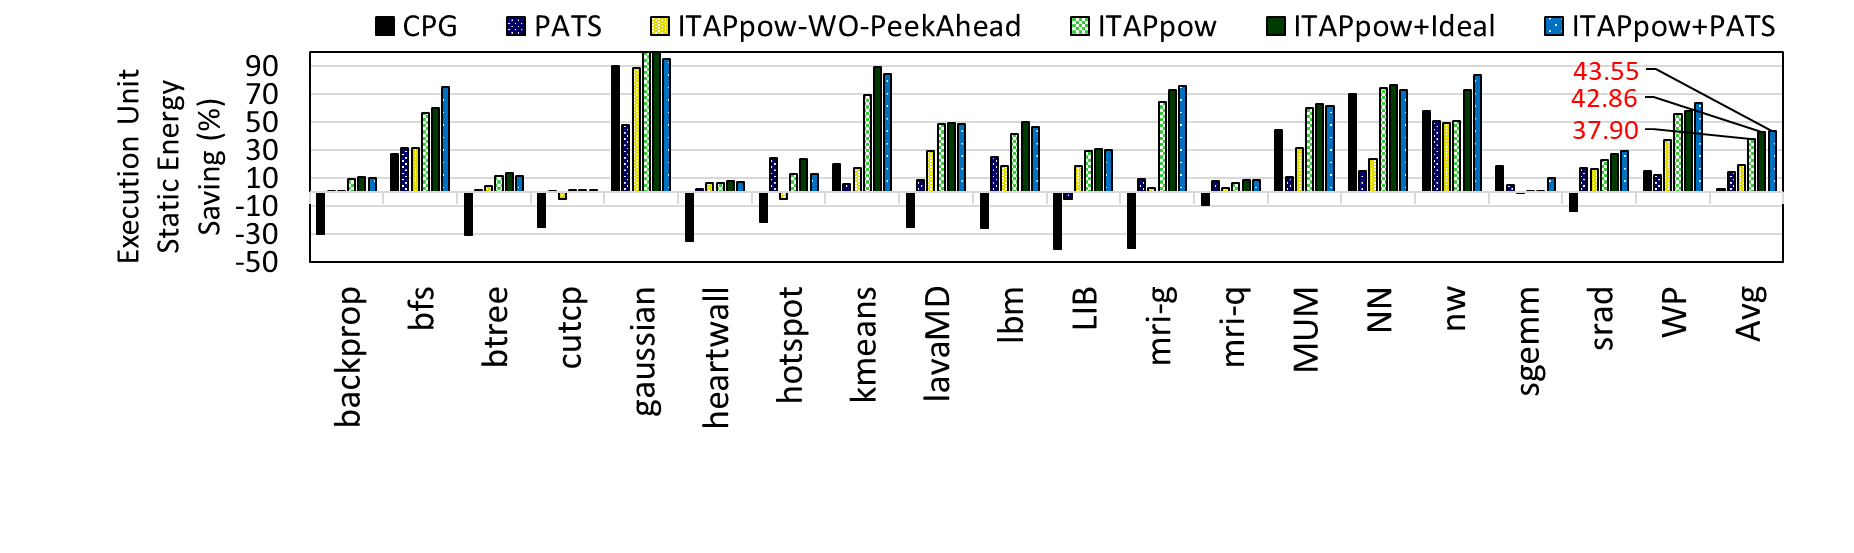 CPG PATS ITAPpow-WO-PeekAhead ITAPpow ITAPpow+Ideal ITAPpow+PATS
Execution Unit
Static Energy
Saving (%)
90
70
50
30
10
-10
-30
-50
43.55
42.86
37.90
backprop
bfs
btree
cutcp
gaussian
heartwall
hotspot
kmeans
lavaMD
lbm
LIB
mri-g
mri-q
MUM
NN
nw
sgemm
srad
WP
Avg